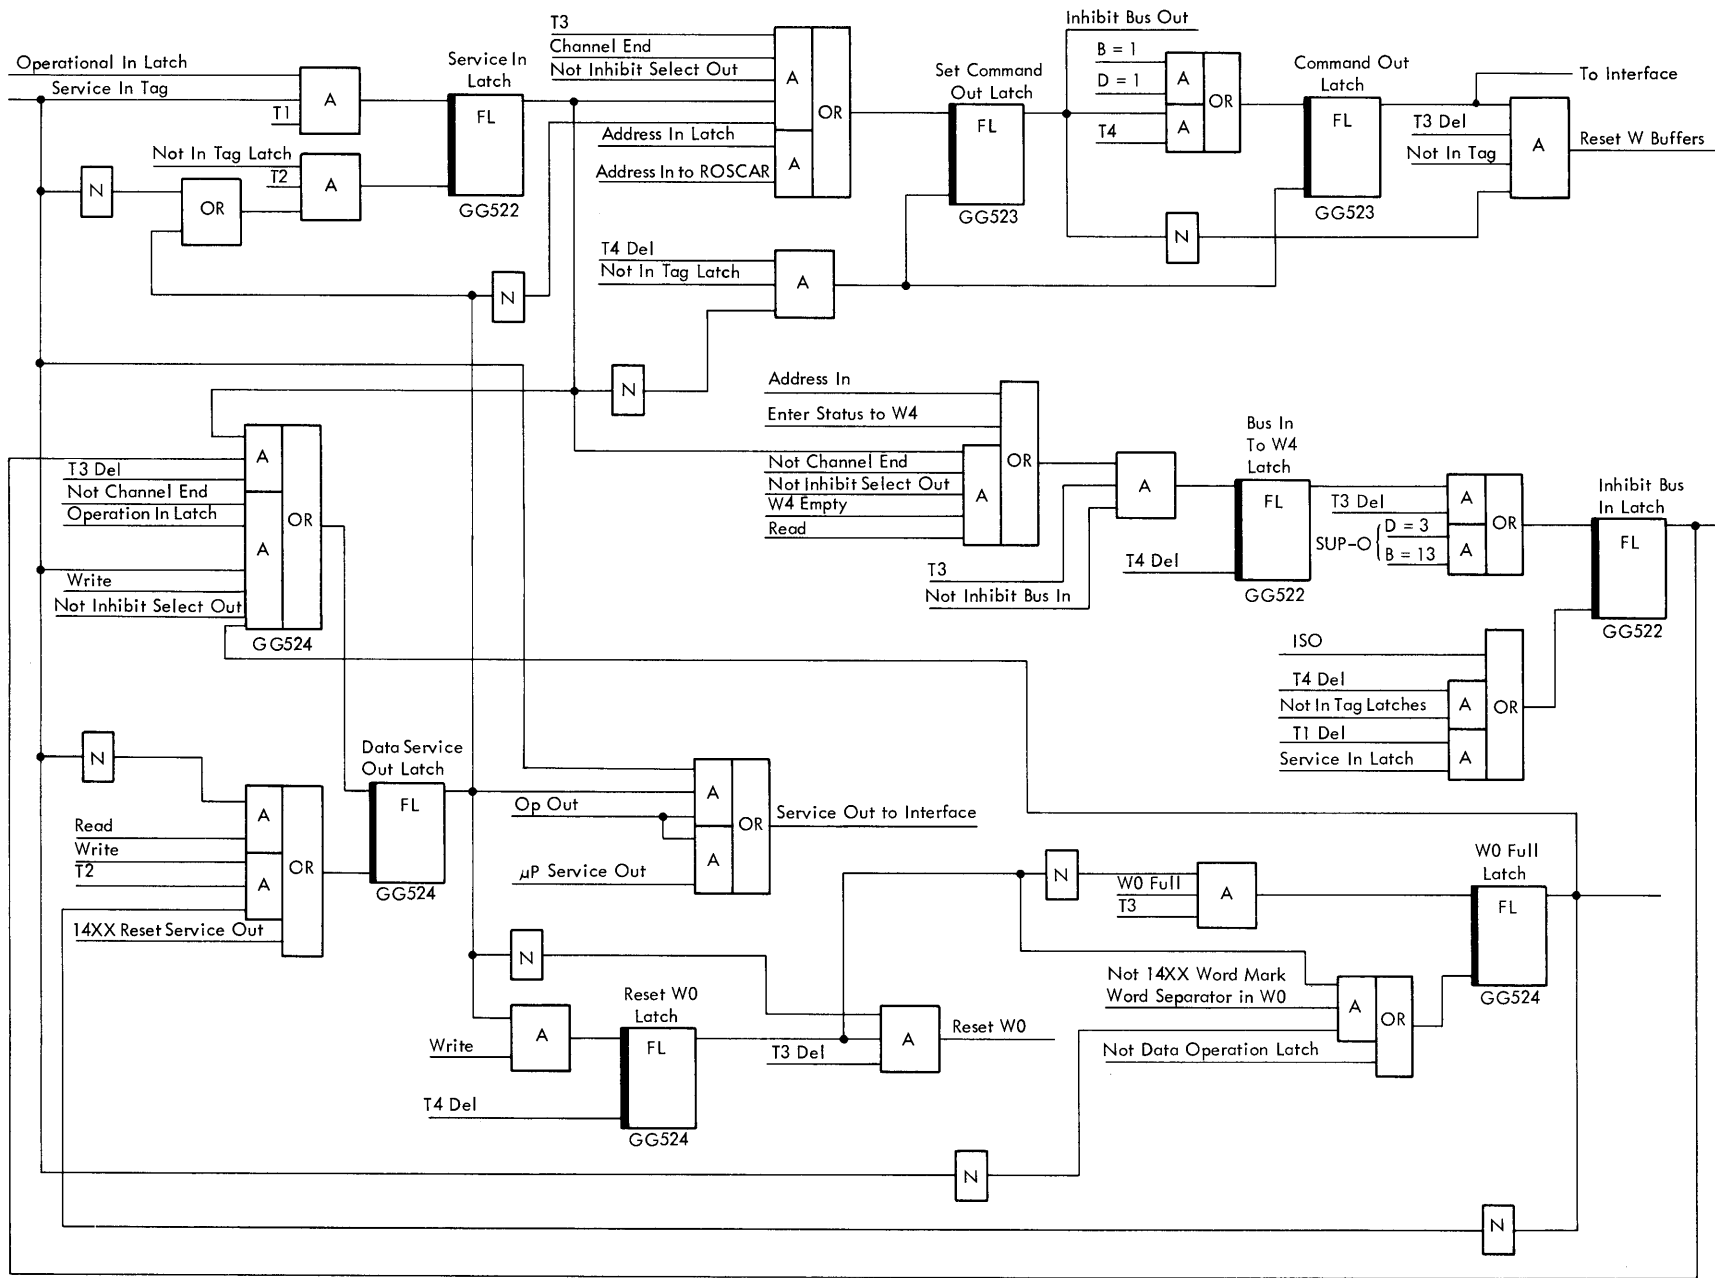 T3
Channel End
Not Inhibit Select Out
Inhibit Bus Out
Operational In Latch
Service In Tag
T1
A
Service In
Latch
FL
GG522
A
OR
Set Command
Out Latch
FL
GG523
B = 1
D = 1
A
OR
T4
A
Command Out
Latch
FL
GG523
To Interface
T3 Del
Not In Tag
A
Reset W Buffers
Address In Latch
Address In to ROSCAR
A
Not In Tag Latch
T2
A
N
OR
N
N
T4 Del
Not In Tag Latch
A
N
Address In
Enter Status to W4
Not Channel End
Not Inhibit Select Out
W4 Empty
Read
A
OR
T3
Not Inhibit Bus In
A
Bus In
To W4
Latch
FL
T4 Del
GG522
T3 Del
SUP-O
D = 3
B = 13
A
A
OR
Inhibit Bus
In Latch
FL
GG522
T3 Del
Not Channel End
Operation In Latch
Write
Not Inhibit Select Out
A
A
OR
GG524
ISO
T4 Del
Not In Tag Latches
T1 Del
Service In Latch
A
A
OR
N
Read
Write
T2
14XX Reset Service Out
A
A
OR
Data Service
Out Latch
FL
GG524
Op Out
µP Service Out
A
A
OR
Service Out to Interface
N
W0 Full
T3
A
W0 Full
Latch
FL
GG524
N
Write
A
T4 Del
Reset W0
Latch
FL
GG524
T3 Del
A
Reset W0
Not 14XX Word Mark
Word Separator in W0
Not Data Operation Latch
A
OR
N
N